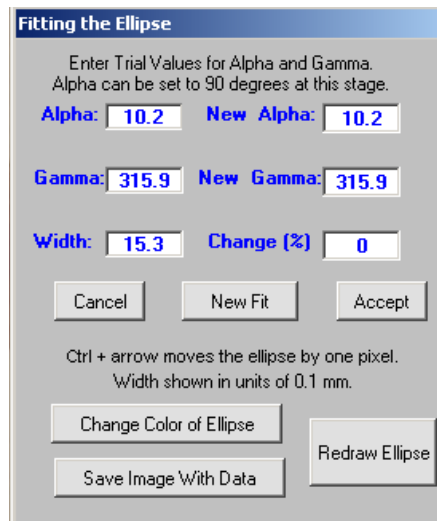 Fitting the Ellipse
Enter Trial Values for Alpha and Gamma.
Alpha can be set to 90 degrees at this stage.
Alpha: 10.2 New Alpha: 10.2
Gamma: 315.9 New Gamma: 315.9
Width: 15.3 Change (%) 0
Cancel New Fit Accept
Ctrl + arrow moves the ellipse by one pixel.
Width shown in units of 0.1 mm.
Change Color of Ellipse
Redraw Ellipse
Save Image With Data